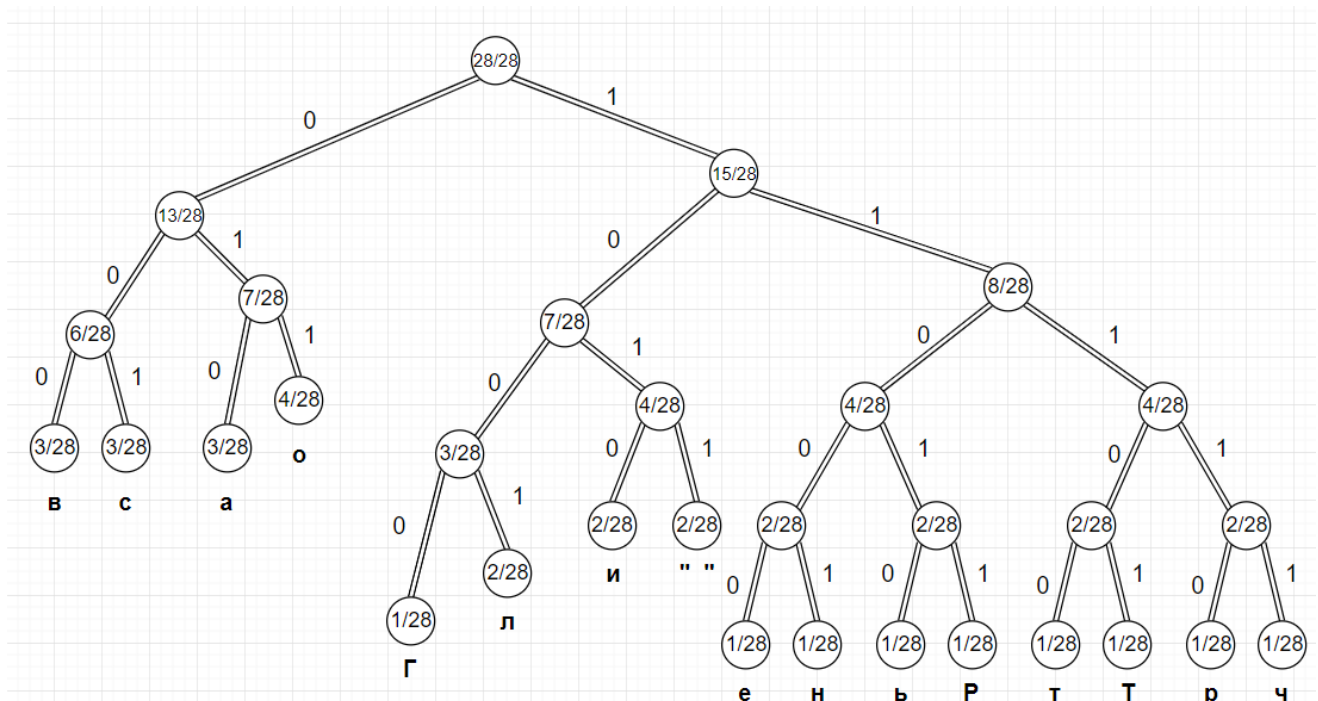 28/28
0 1
15/28
13/28
0 1 0 1
7/28 8/28
6/28 7/28
0 1 0 1 0 1 0 1
4/28 4/28 4/28 4/28
3/28 3/28 3/28 3/28
о
0 1 0 1 0 1 0 1
в с а
2/28 2/28 2/28 2/28 2/28 2/28
2/28
и " " 0 1 0 1 0 1 0 1
1/28 л
1/28 1/28 1/28 1/28 1/28 1/28 1/28 1/28
Г
е н ь Р т Т р ч